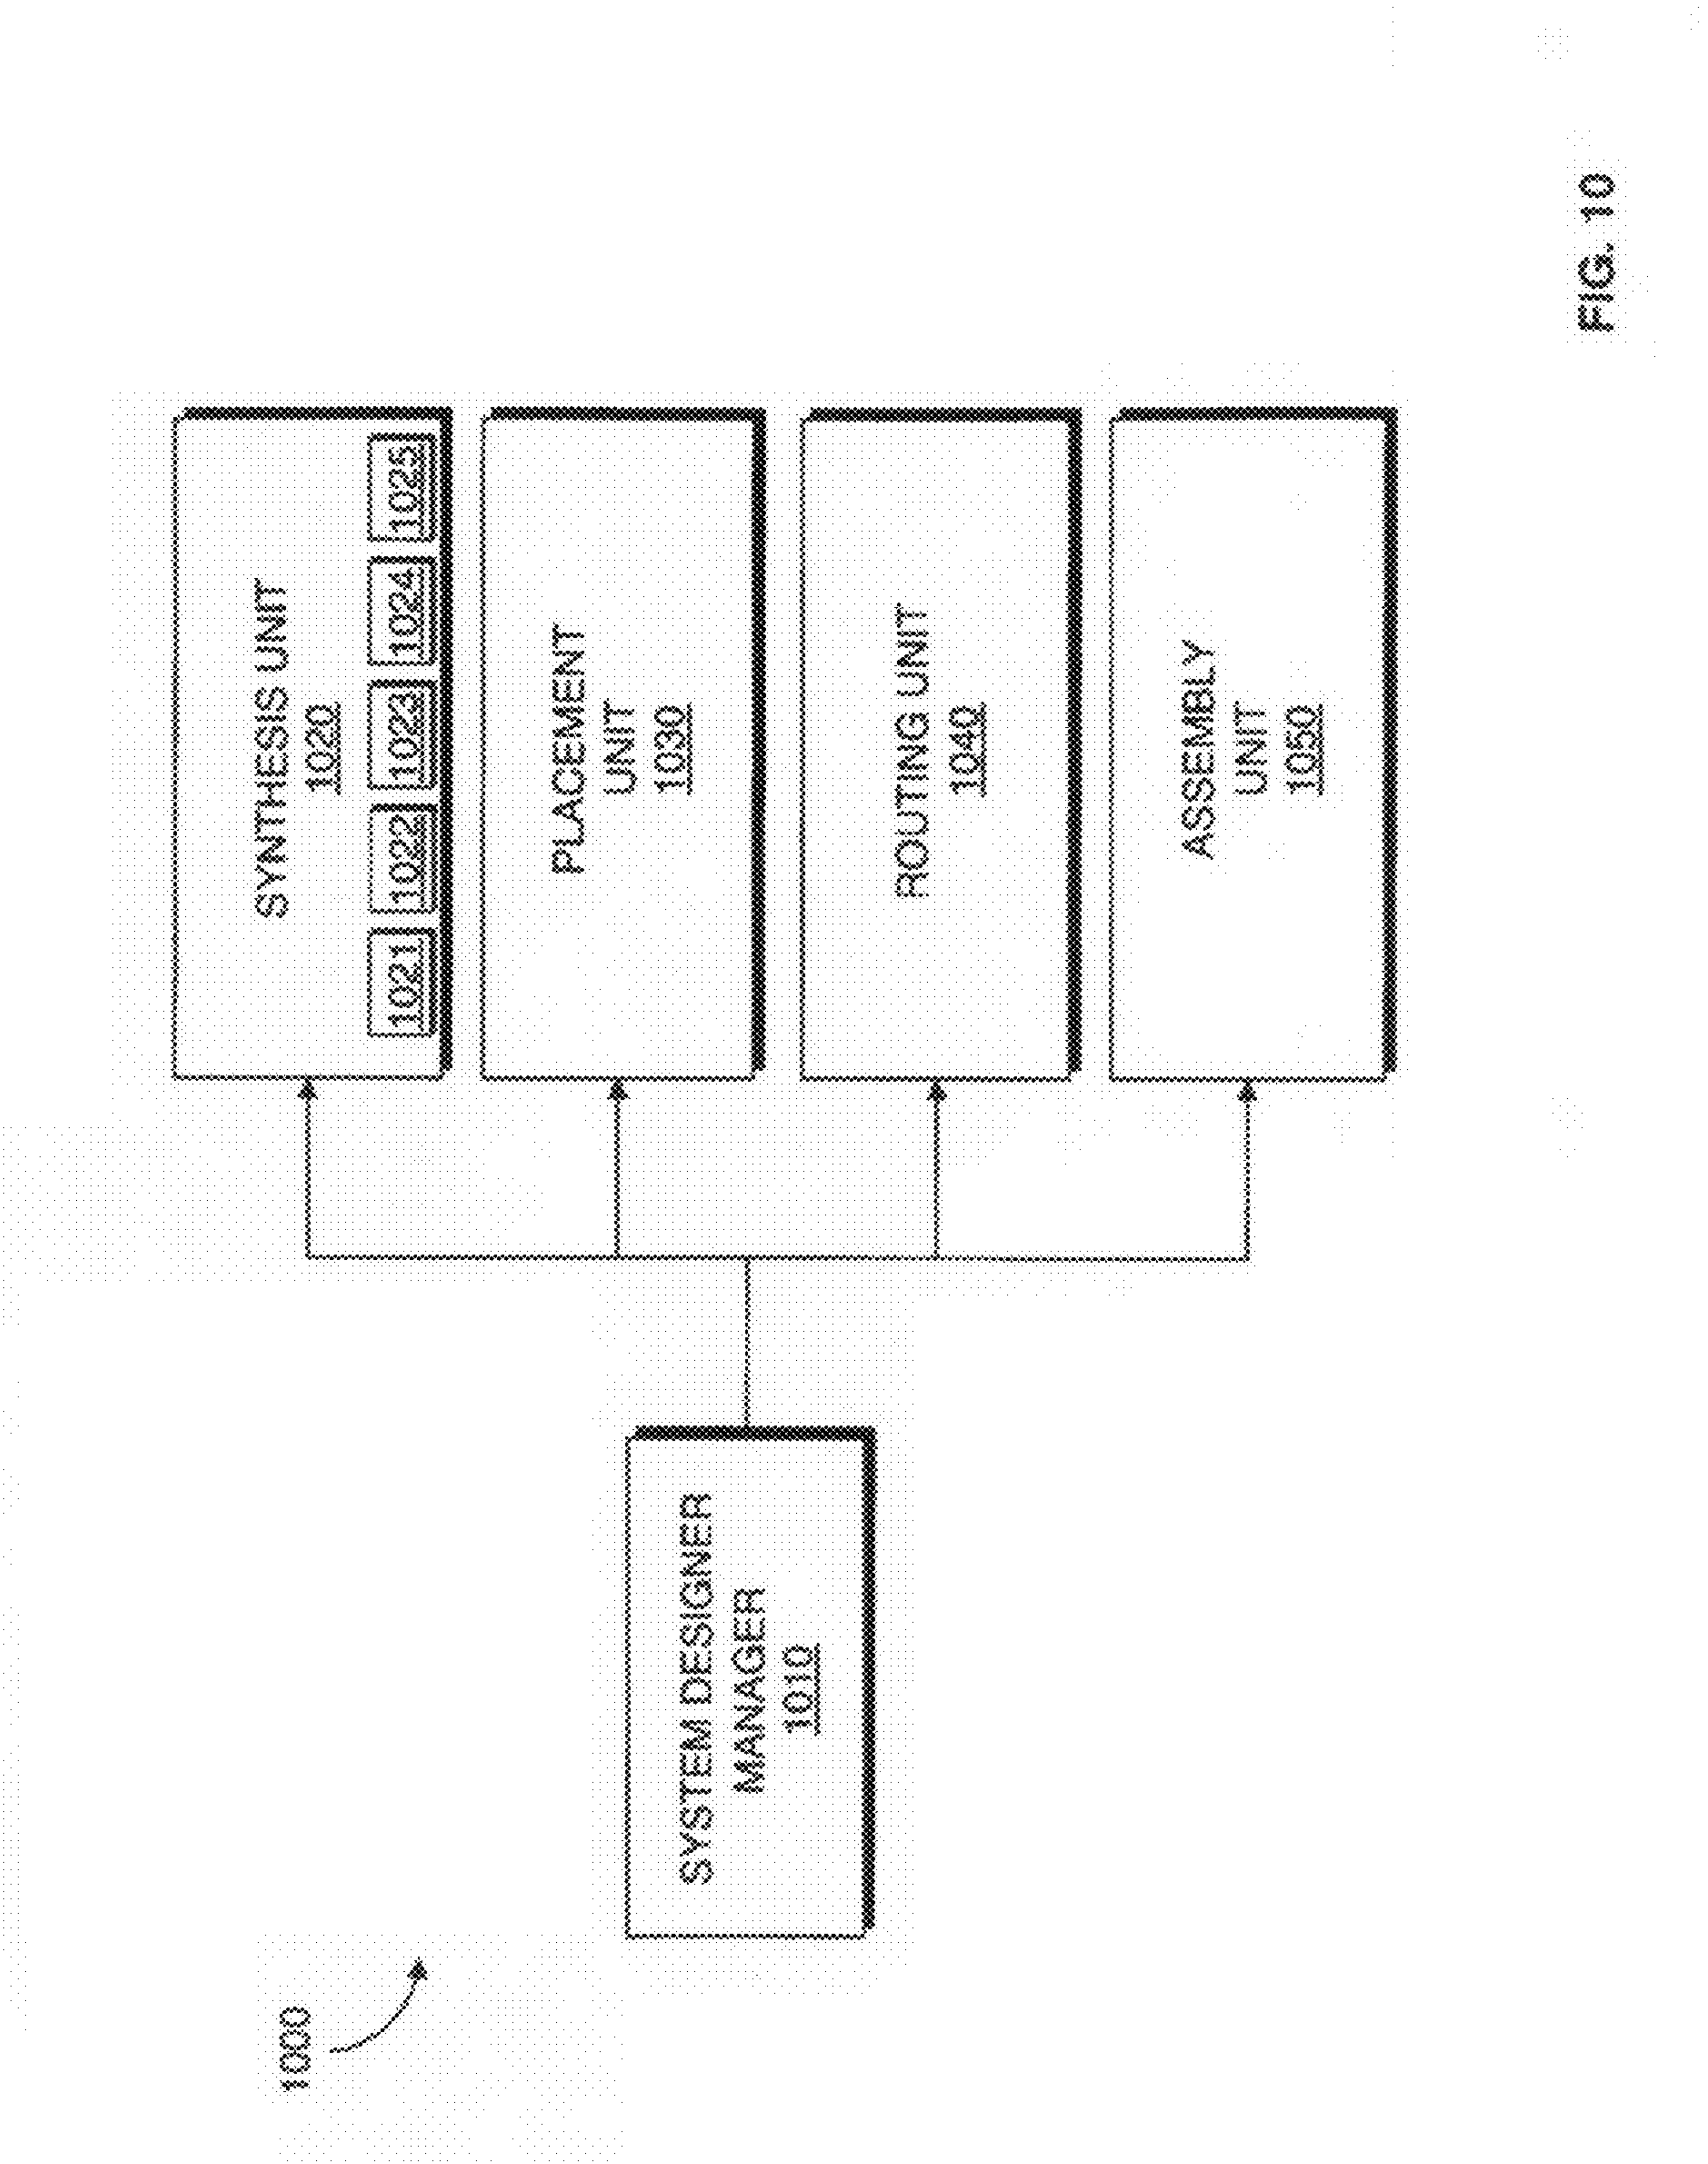 1000
SYSTEM DESIGNER
MANAGER
1010
SYNTHESIS UNIT
1020
1021 1022 1023 1024 1025
PLACEMENT
UNIT
1030
ROUTING UNIT
1040
ASSEMBLY
UNIT
1050
FIG. 10